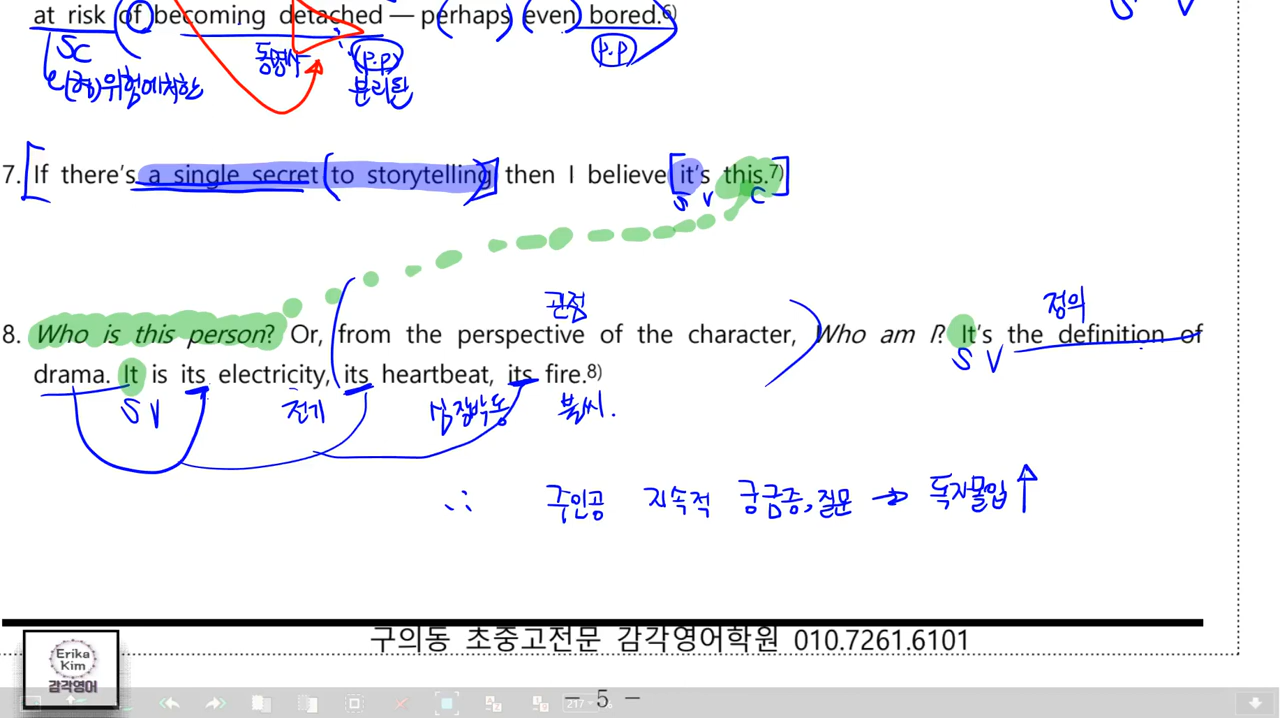 S V
at risk of becoming detached — perhaps even bored.6)
SC 동명사 (p.p) (p.p)
위험에 처한 분리된
7. If there's a single secret to storytelling then I believe it's this.7)
S V C
관점 정의
8. Who is this person? Or, from the perspective of the character, Who am I? It's the definition of
S V
drama. It is its electricity, its heartbeat, its fire.8)
S V 전기 심장박동 불씨.
∴ 주인공 지속적 궁금증, 질문 → 독자몰입 ↑
구의동 초중고전문 감각영어학원 010.7261.6101
Erika
Kim
감각영어
- 5 -
217